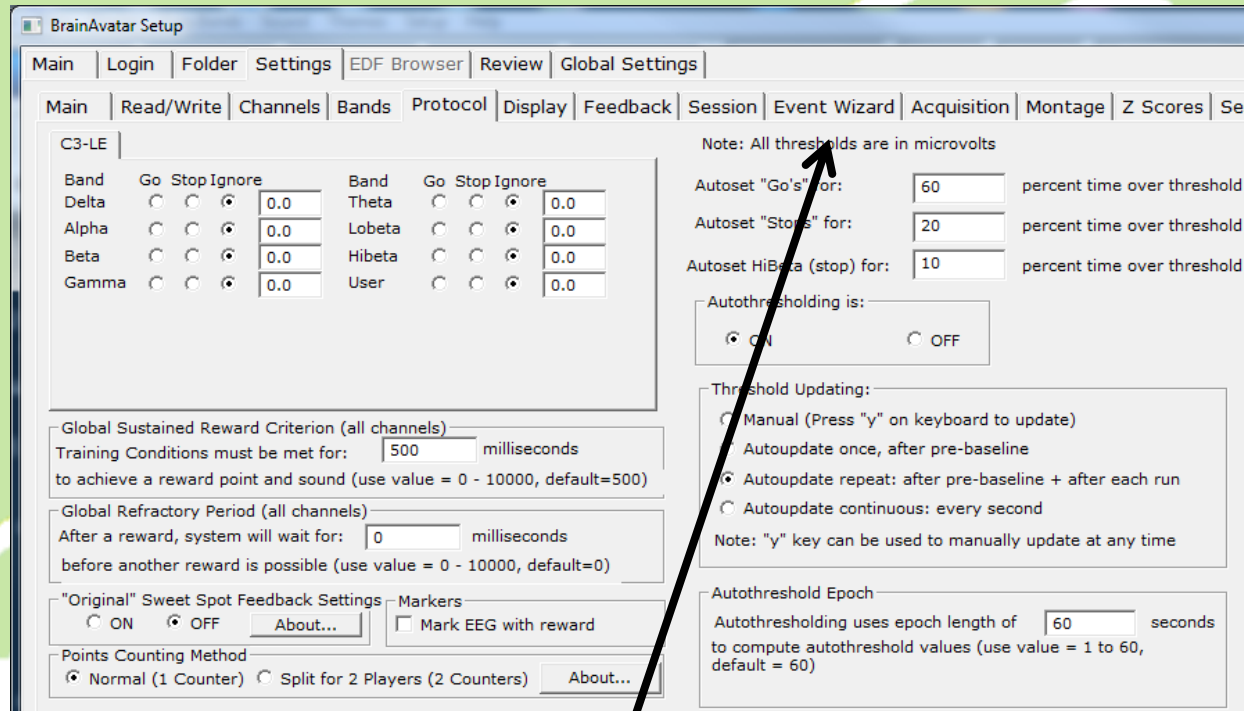 BrainAvatar Setup
Main Login Folder Settings EDF Browser Review Global Settings
Main Read/Write Channels Bands Protocol Display Feedback Session Event Wizard Acquisition Montage Z Scores Se
C3-LE
Band Go Stop Ignore Band Go Stop Ignore
Delta 0.0 Theta 0.0
Alpha 0.0 Lobeta 0.0
Beta 0.0 Hibeta 0.0
Gamma 0.0 User 0.0
Global Sustained Reward Criterion (all channels)
Training Conditions must be met for: 500 milliseconds
to achieve a reward point and sound (use value = 0 - 10000, default=500)
Global Refractory Period (all channels)
After a reward, system will wait for: 0 milliseconds
before another reward is possible (use value = 0 - 10000, default=0)
"Original" Sweet Spot Feedback Settings
ON OFF About...
Markers
Mark EEG with reward
Points Counting Method
Normal (1 Counter) Split for 2 Players (2 Counters) About...
Note: All thresholds are in microvolts
Autoset "Go's" for: 60 percent time over threshold
Autoset "Stops" for: 20 percent time over threshold
Autoset HiBeta (stop) for: 10 percent time over threshold
Autothresholding is:
ON OFF
Threshold Updating:
Manual (Press "y" on keyboard to update)
Autoupdate once, after pre-baseline
Autoupdate repeat: after pre-baseline + after each run
Autoupdate continuous: every second
Note: "y" key can be used to manually update at any time
Autothreshold Epoch
Autothresholding uses epoch length of 60 seconds
to compute autothreshold values (use value = 1 to 60,
default = 60)